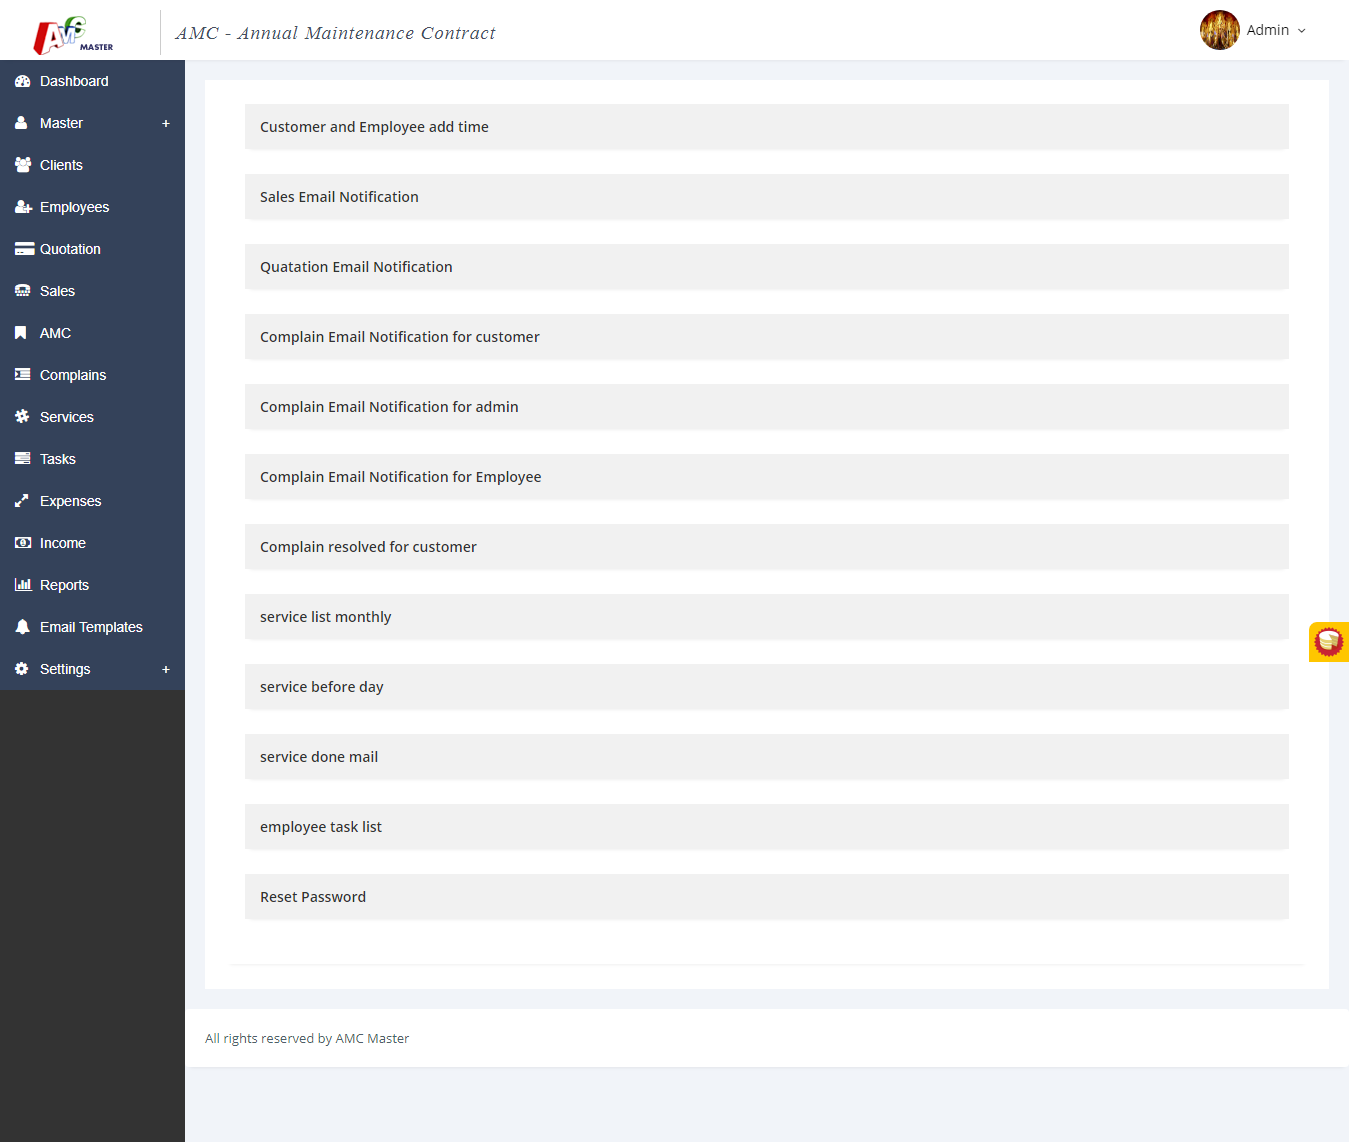 AMC MASTER
AMC - Annual Maintenance Contract
Admin
Dashboard
Master +
Clients
Employees
Quotation
Sales
AMC
Complains
Services
Tasks
Expenses
Income
Reports
Email Templates
Settings +
Customer and Employee add time
Sales Email Notification
Quatation Email Notification
Complain Email Notification for customer
Complain Email Notification for admin
Complain Email Notification for Employee
Complain resolved for customer
service list monthly
service before day
service done mail
employee task list
Reset Password
All rights reserved by AMC Master